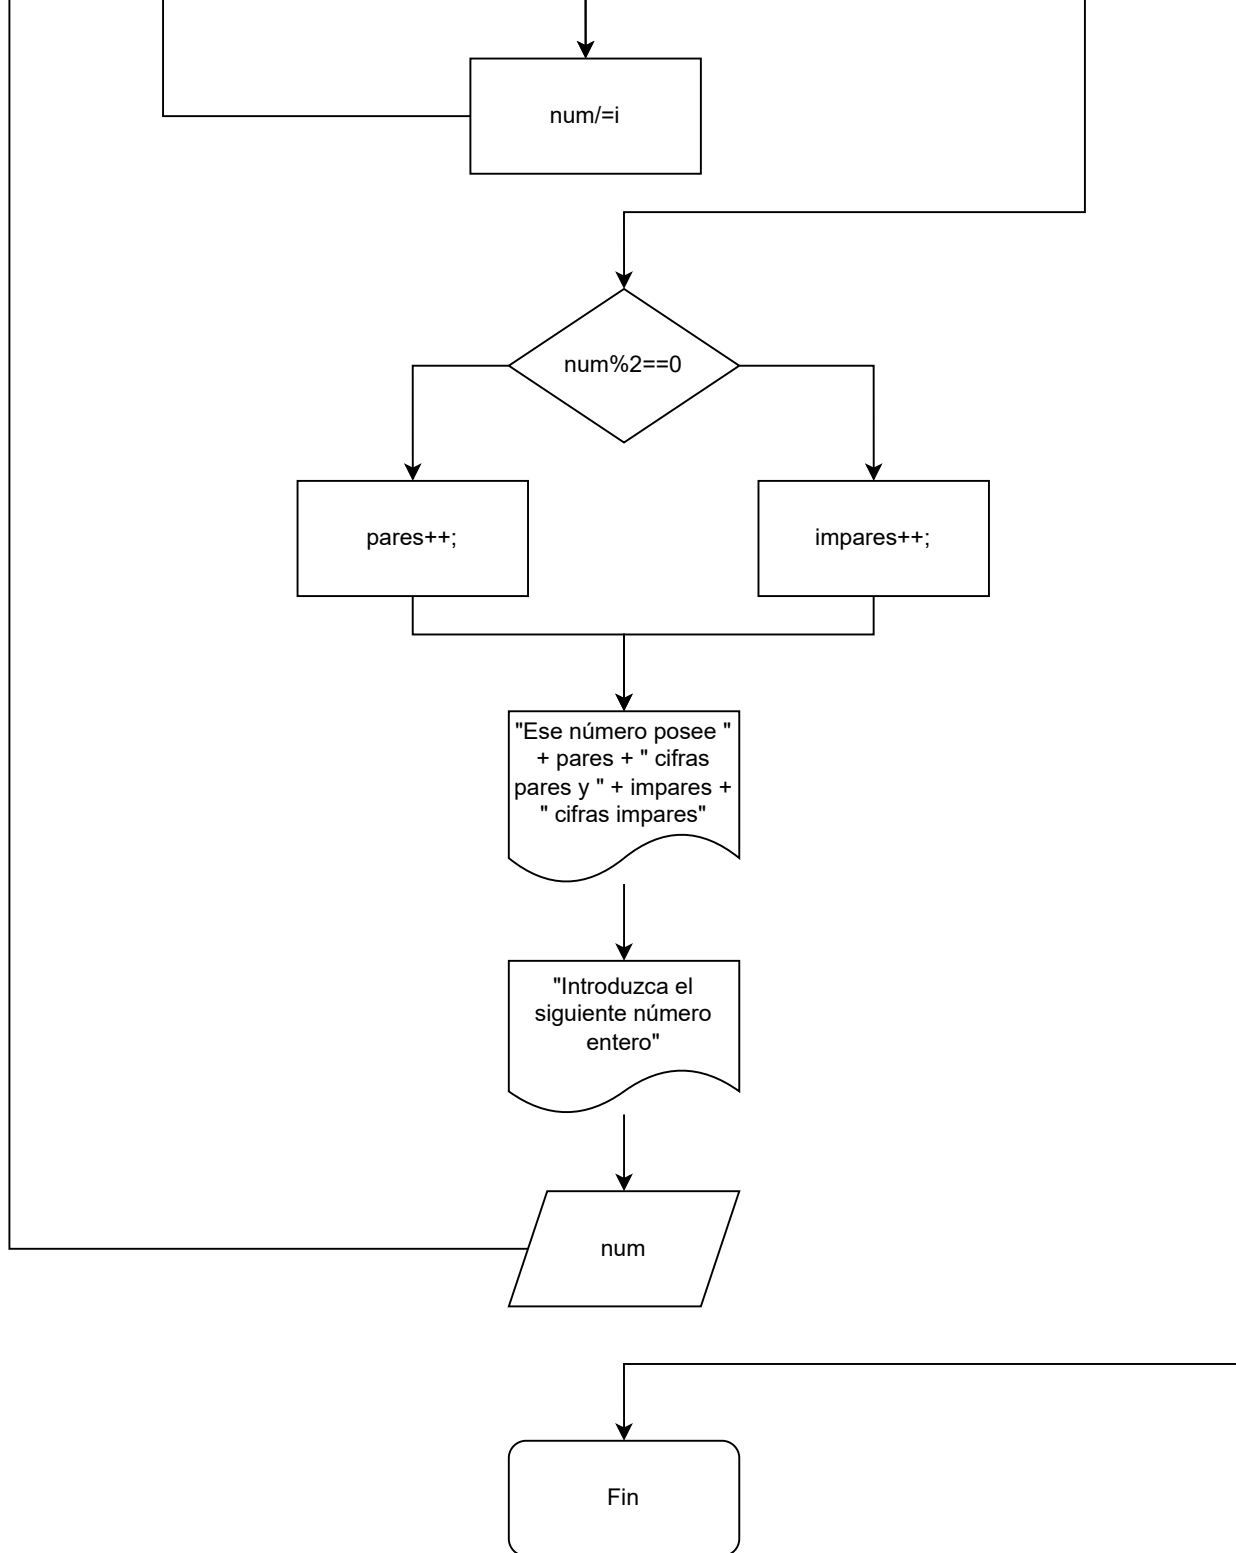 num/=i
num%2==0
pares++;
impares++;
"Ese número posee "
+ pares + " cifras
pares y " + impares +
" cifras impares"
"Introduzca el
siguiente número
entero"
num
Fin